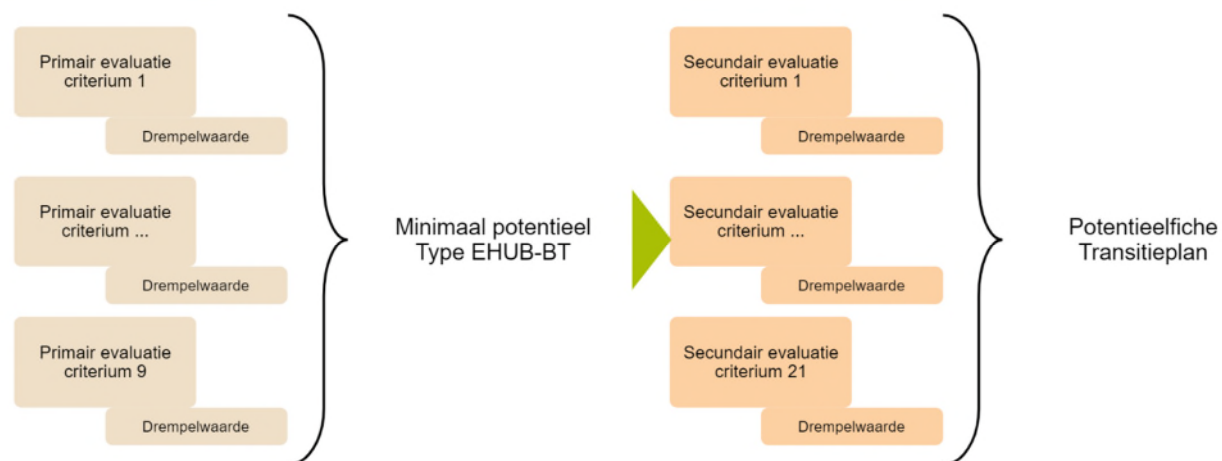 Primair evaluatie
criterium 1
Drempelwaarde
Primair evaluatie
criterium ...
Drempelwaarde
Primair evaluatie
criterium 9
Drempelwaarde
Minimaal potentieel
Type EHUB-BT
Secundair evaluatie
criterium 1
Drempelwaarde
Secundair evaluatie
criterium ...
Drempelwaarde
Secundair evaluatie
criterium 21
Drempelwaarde
Potentieelfiche
Transitieplan